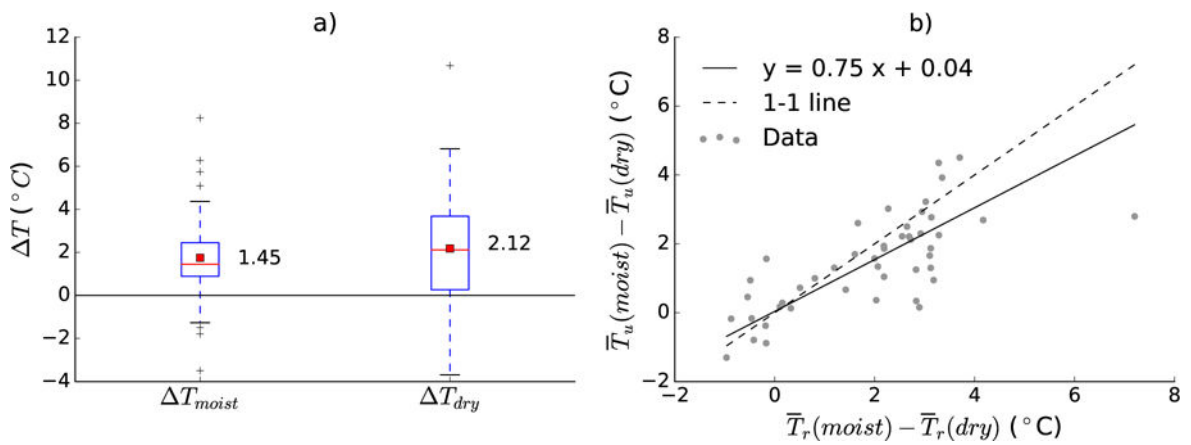 a)
12
10
8
6
4
2
0
−2
−4
ΔT (°C)
1.45
2.12
ΔT_moist
ΔT_dry
b)
8
6
4
2
0
−2
T̅_u(moist) − T̅_u(dry) (°C)
y = 0.75 x + 0.04
1-1 line
Data
−2 0 2 4 6 8
T̅_r(moist) − T̅_r(dry) (°C)